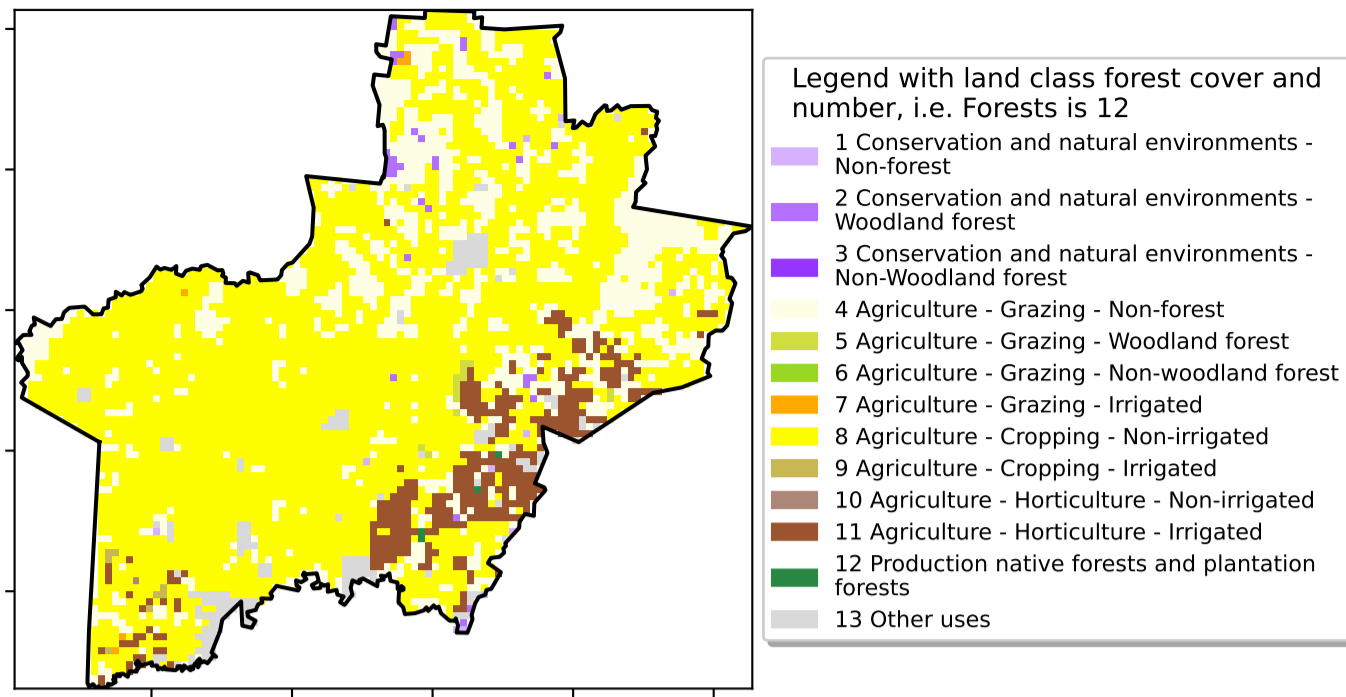 Legend with land class forest cover and
number, i.e. Forests is 12
1 Conservation and natural environments -
Non-forest
2 Conservation and natural environments -
Woodland forest
3 Conservation and natural environments -
Non-Woodland forest
4 Agriculture - Grazing - Non-forest
5 Agriculture - Grazing - Woodland forest
6 Agriculture - Grazing - Non-woodland forest
7 Agriculture - Grazing - Irrigated
8 Agriculture - Cropping - Non-irrigated
9 Agriculture - Cropping - Irrigated
10 Agriculture - Horticulture - Non-irrigated
11 Agriculture - Horticulture - Irrigated
12 Production native forests and plantation
forests
13 Other uses